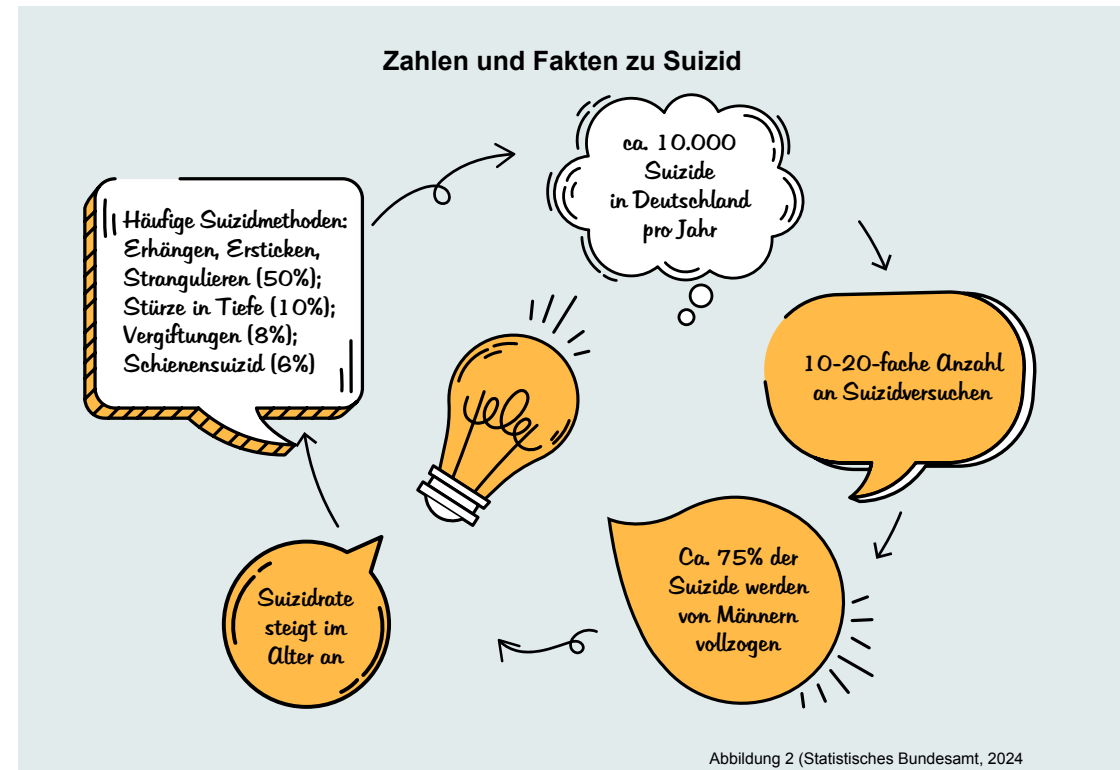 Zahlen und Fakten zu Suizid
ca. 10.000
Suizide
in Deutschland
pro Jahr
10-20-fache Anzahl
an Suizidversuchen
Ca. 75% der
Suizide werden
von Männern
vollzogen
Suizidrate
steigt im
Alter an
Häufige Suizidmethoden:
Erhängen, Ersticken,
Strangulieren (50%);
Stürze in Tiefe (10%);
Vergiftungen (8%);
Schienensuizid (6%)
Abbildung 2 (Statistisches Bundesamt, 2024